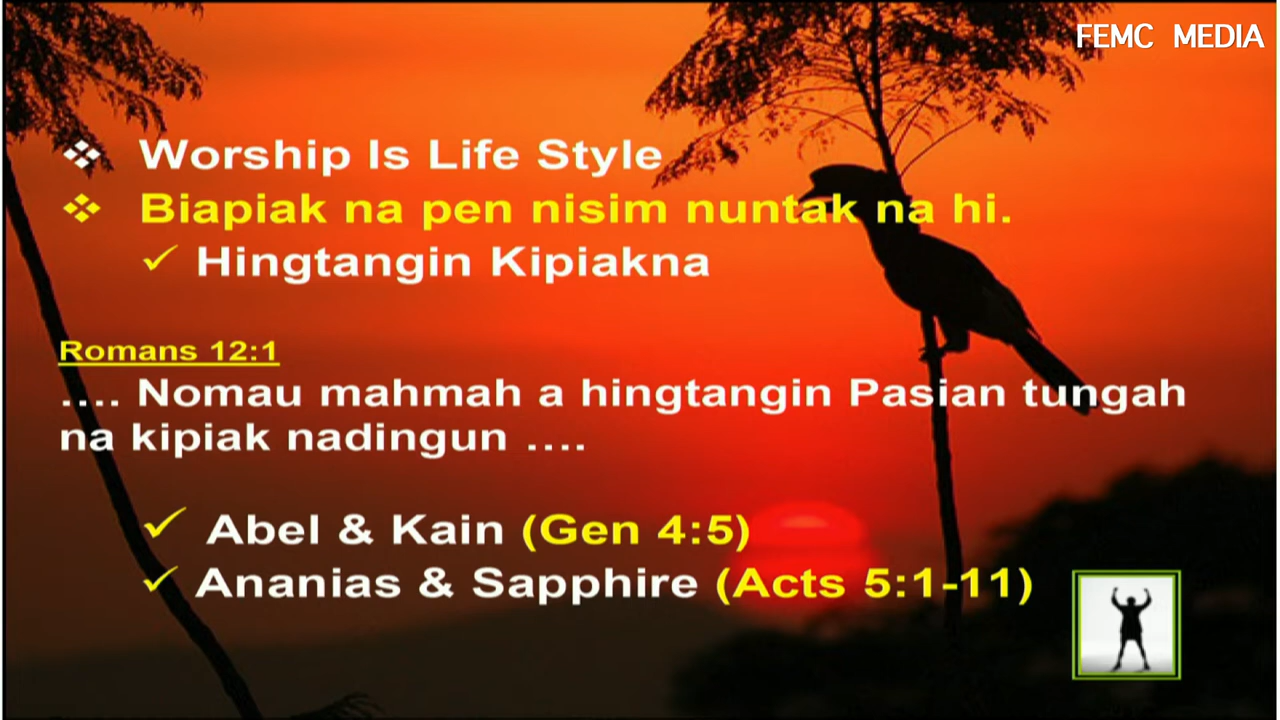 FEMC MEDIA
❖ Worship Is Life Style
❖ Biapiak na pen nisim nuntak na hi.
✓ Hingtangin Kipiakna
Romans 12:1
.... Nomau mahmah a hingtangin Pasian tungah
na kipiak nadingun ....
✓ Abel & Kain (Gen 4:5)
✓ Ananias & Sapphire (Acts 5:1-11)